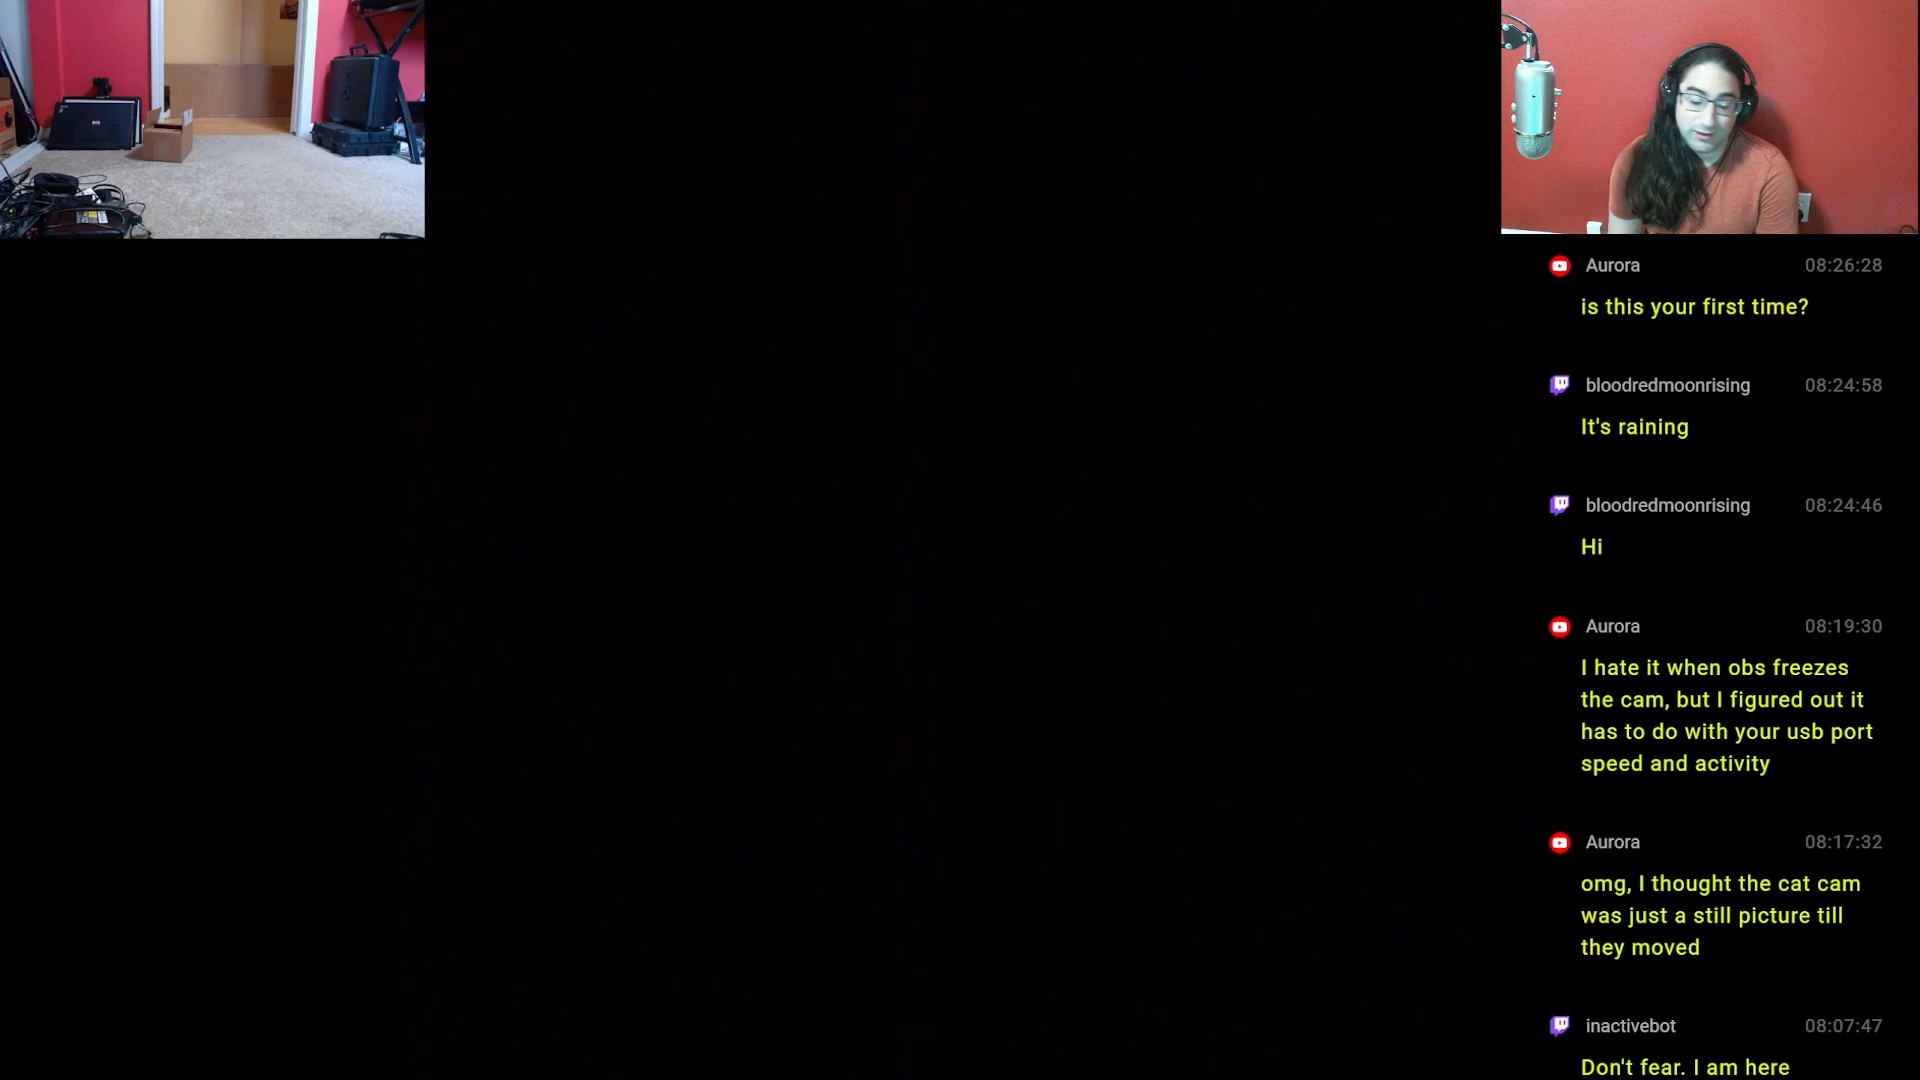 Aurora 08:26:28
is this your first time?
bloodredmoonrising 08:24:58
It's raining
bloodredmoonrising 08:24:46
Hi
Aurora 08:19:30
I hate it when obs freezes
the cam, but I figured out it
has to do with your usb port
speed and activity
Aurora 08:17:32
omg, I thought the cat cam
was just a still picture till
they moved
inactivebot 08:07:47
Don't fear. I am here